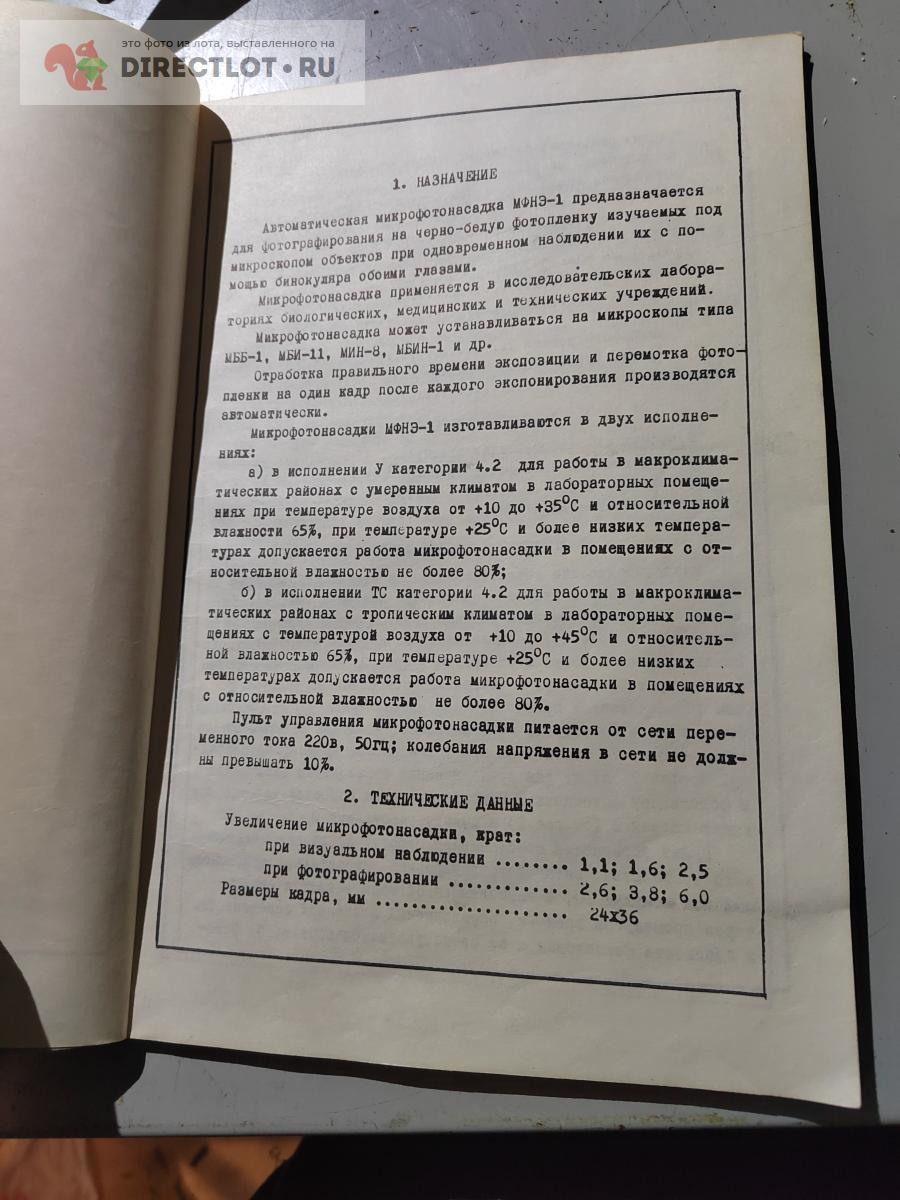 это фото из лота, выставленного на
DIRECTLOT.RU
1. НАЗНАЧЕНИЕ
Автоматическая микрофотонасадка МФНЭ-1 предназначается
для фотографирования на черно-белую фотопленку изучаемых под
микроскопом объектов при одновременном наблюдении их с по-
мощью бинокуляра обоими глазами.
Микрофотонасадка применяется в исследовательских лабора-
ториях биологических, медицинских и технических учреждений.
Микрофотонасадка может устанавливаться на микроскопы типа
МББ-1, МБИ-11, МИН-8, МБИН-1 и др.
Отработка правильного времени экспозиции и перемотка фото-
пленки на один кадр после каждого экспонирования производятся
автоматически.
Микрофотонасадки МФНЭ-1 изготавливаются в двух исполне-
ниях:
а) в исполнении У категории 4.2 для работы в макроклима-
тических районах с умеренным климатом в лабораторных помеще-
ниях при температуре воздуха от +10 до +35°С и относительной
влажности 65%, при температуре +25°С и более низких темпера-
турах допускается работа микрофотонасадки в помещениях с от-
носительной влажностью не более 80%;
б) в исполнении ТС категории 4.2 для работы в макроклима-
тических районах с тропическим климатом в лабораторных поме-
щениях с температурой воздуха от +10 до +45°С и относитель-
ной влажностью 65%, при температуре +25°С и более низких
температурах допускается работа микрофотонасадки в помещениях
с относительной влажностью не более 80%.
Пульт управления микрофотонасадки питается от сети пере-
менного тока 220в, 50гц; колебания напряжения в сети не долж-
ны превышать 10%.
2. ТЕХНИЧЕСКИЕ ДАННЫЕ
Увеличение микрофотонасадки, крат:
при визуальном наблюдении ........ 1,1; 1,6; 2,5
при фотографировании ............. 2,6; 3,8; 6,0
Размеры кадра, мм ..................... 24х36